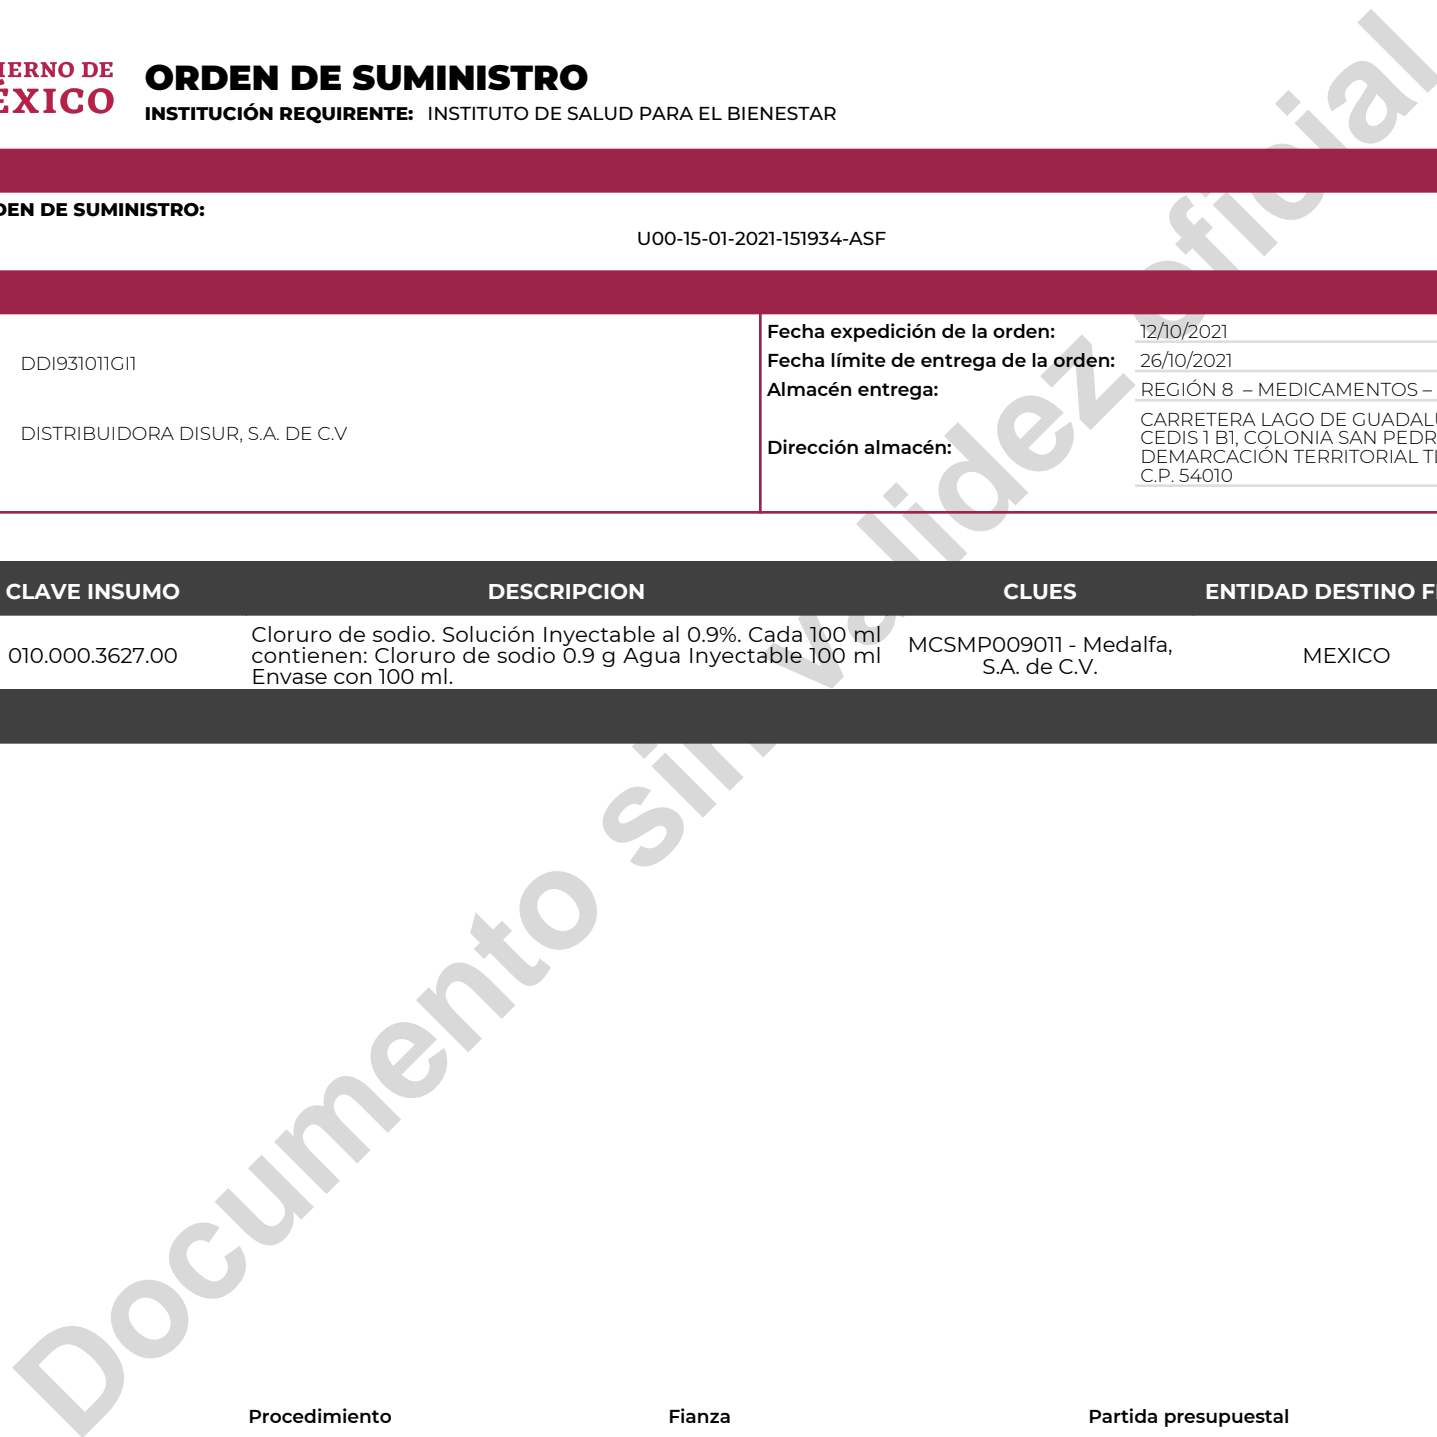 IERNO DE
ÉXICO
ORDEN DE SUMINISTRO
INSTITUCIÓN REQUIRENTE: INSTITUTO DE SALUD PARA EL BIENESTAR
DEN DE SUMINISTRO:
U00-15-01-2021-151934-ASF
DDI931011GI1
DISTRIBUIDORA DISUR, S.A. DE C.V
Fecha expedición de la orden: 12/10/2021
Fecha límite de entrega de la orden: 26/10/2021
Almacén entrega: REGIÓN 8 – MEDICAMENTOS –
Dirección almacén:
CARRETERA LAGO DE GUADALU
CEDIS 1 B1, COLONIA SAN PEDR
DEMARCACIÓN TERRITORIAL TL
C.P. 54010
CLAVE INSUMO DESCRIPCION CLUES ENTIDAD DESTINO FI
010.000.3627.00
Cloruro de sodio. Solución Inyectable al 0.9%. Cada 100 ml
contienen: Cloruro de sodio 0.9 g Agua Inyectable 100 ml
Envase con 100 ml.
MCSMP009011 - Medalfa,
S.A. de C.V.
MEXICO
Documento sin validez oficial
Procedimiento Fianza Partida presupuestal